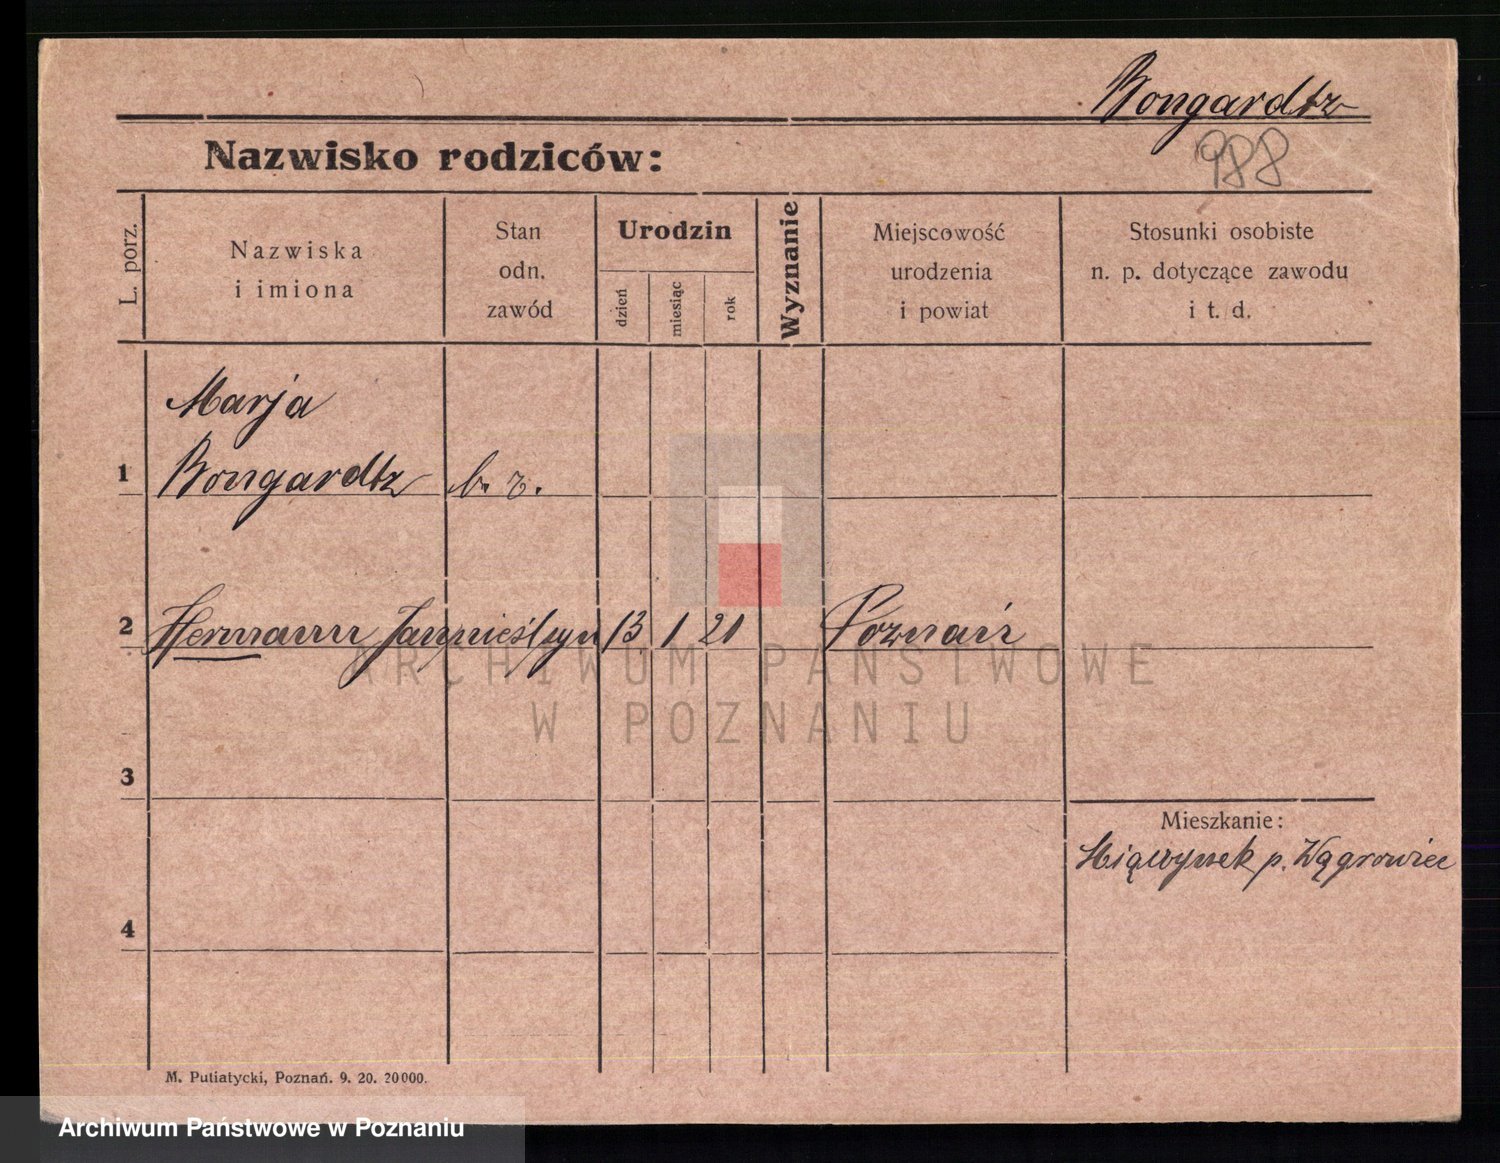 Bongardtz
988
Nazwisko rodziców:
L. porz.
Nazwiska
i imiona
Stan
odn.
zawód
Urodzin
dzień
miesiąc
rok
Wyznanie
Miejscowość
urodzenia
i powiat
Stosunki osobiste
n. p. dotyczące zawodu
i t. d.
Marja
1 Bongardtz b. z.
2 Hermann 13 1 21 Poznań
ARCHIWUM PAŃSTWOWE
W POZNANIU
3
Mieszkanie:
p. Wągrowiec
4
M. Putiatycki, Poznań. 9. 20. 20000.
Archiwum Państwowe w Poznaniu